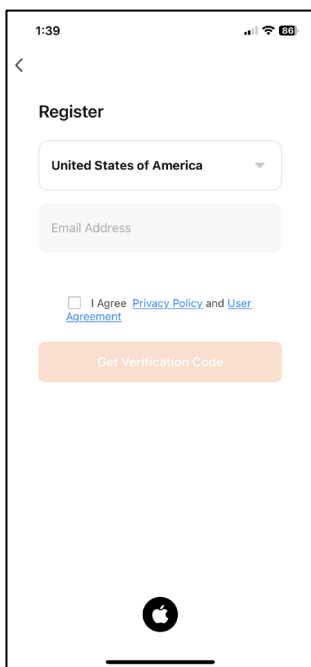 1:39
86
Register
United States of America
Email Address
I Agree Privacy Policy and User
Agreement
Get Verification Code